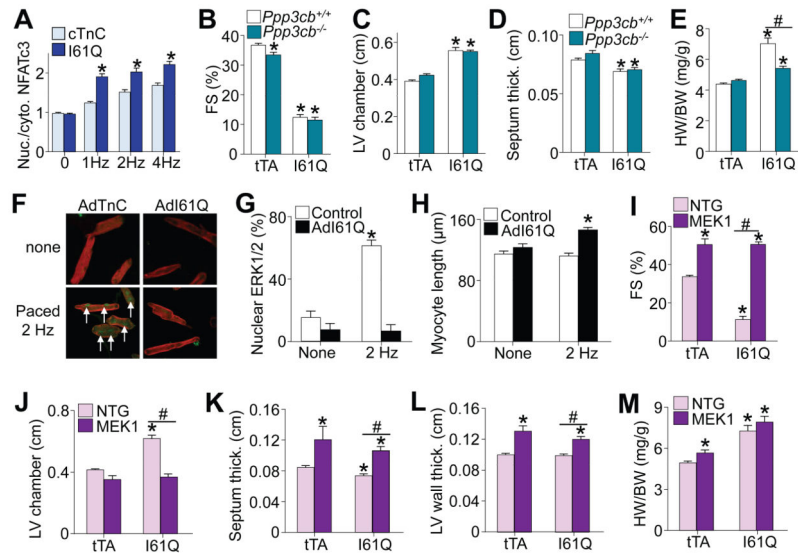 A
cTnC
I61Q
Nuc./cyto. NFATc3
2
1
0
*
*
*
0 1Hz 2Hz 4Hz
B
Ppp3cb+/+
Ppp3cb-/-
FS (%)
40
30
20
10
0
*
* *
tTA I61Q
C
LV chamber (cm)
0.6
0.4
0.2
0
* *
tTA I61Q
D
Ppp3cb+/+
Ppp3cb-/-
Septum thick. (cm)
0.10
0.05
0
* *
tTA I61Q
E
HW/BW (mg/g)
8
6
4
2
0
#
*
*
tTA I61Q
F
AdTnC AdI61Q
none
Paced
2 Hz
G
Control
AdI61Q
Nuclear ERK1/2 (%)
80
40
0
*
None 2 Hz
H
Control
AdI61Q
Myocyte length (µm)
160
120
80
40
0
*
None 2 Hz
I
NTG
MEK1
FS (%)
60
40
20
0
*
#
*
*
tTA I61Q
J
NTG
MEK1
LV chamber (cm)
0.8
0.4
0
#
*
tTA I61Q
K
Septum thick. (cm)
0.16
0.12
0.08
0.04
0
*
#
*
*
tTA I61Q
L
LV wall thick (cm)
0.16
0.12
0.08
0.04
0
*
#
*
tTA I61Q
M
NTG
MEK1
HW/BW (mg/g)
9
6
3
0
*
*
*
tTA I61Q